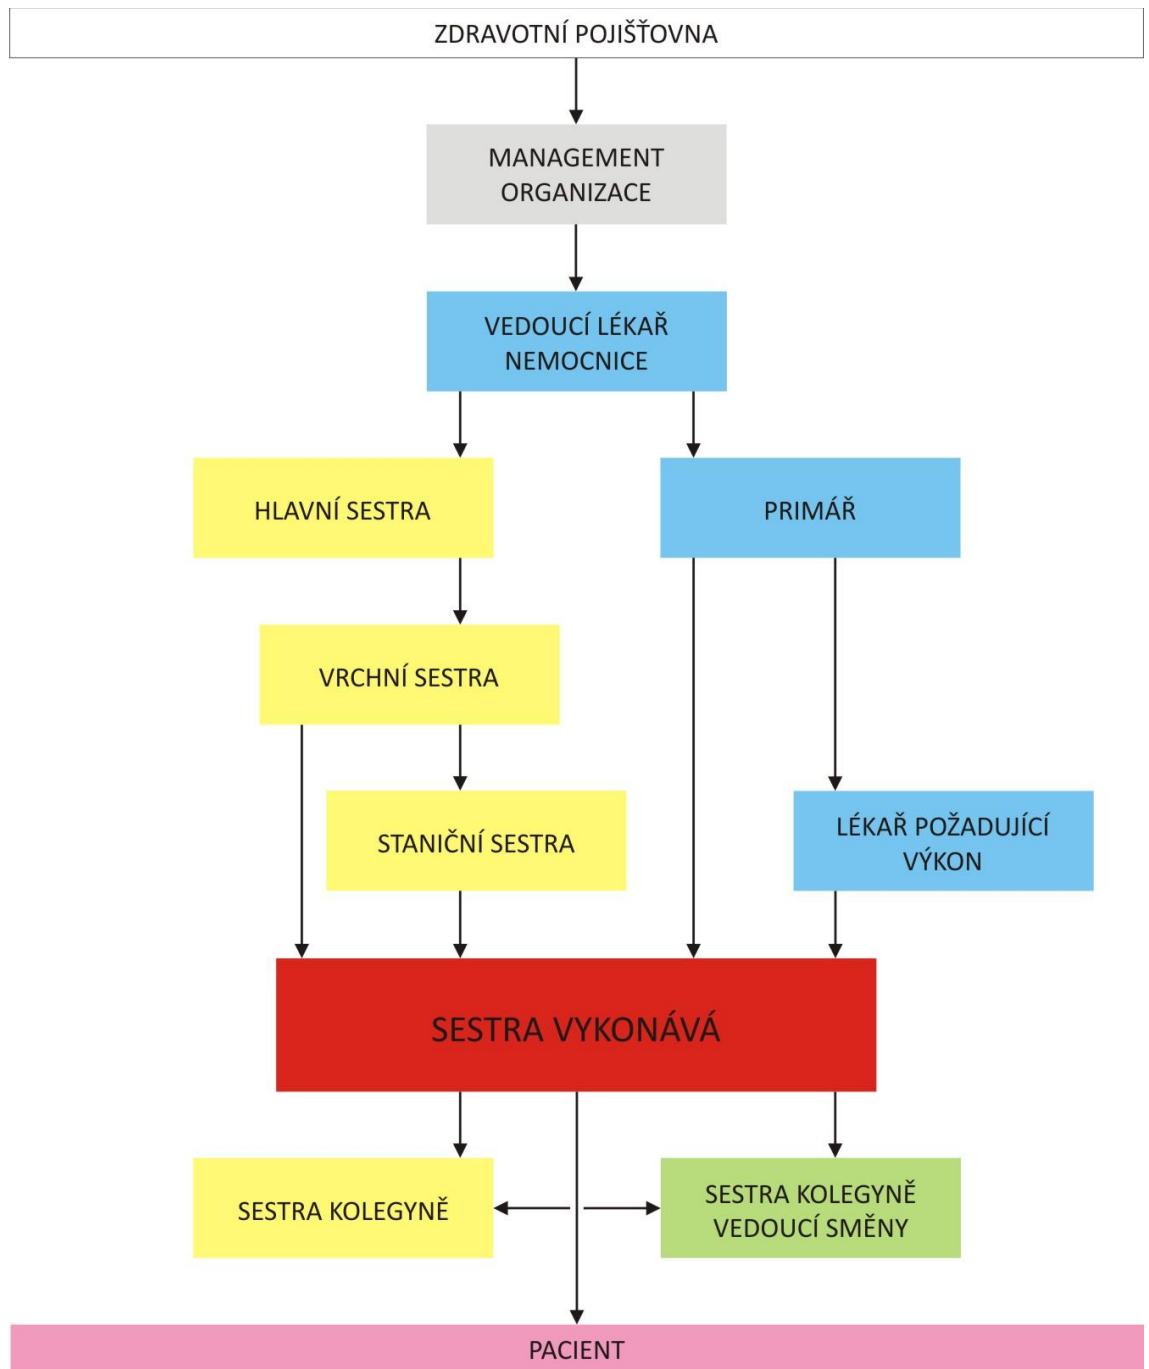 ZDRAVOTNÍ POJIŠŤOVNA
MANAGEMENT
ORGANIZACE
VEDOUCÍ LÉKAŘ
NEMOCNICE
HLAVNÍ SESTRA
PRIMÁŘ
VRCHNÍ SESTRA
STANIČNÍ SESTRA
LÉKAŘ POŽADUJÍCÍ
VÝKON
SESTRA VYKONÁVÁ
SESTRA KOLEGYNĚ
SESTRA KOLEGYNĚ
VEDOUCÍ SMĚNY
PACIENT